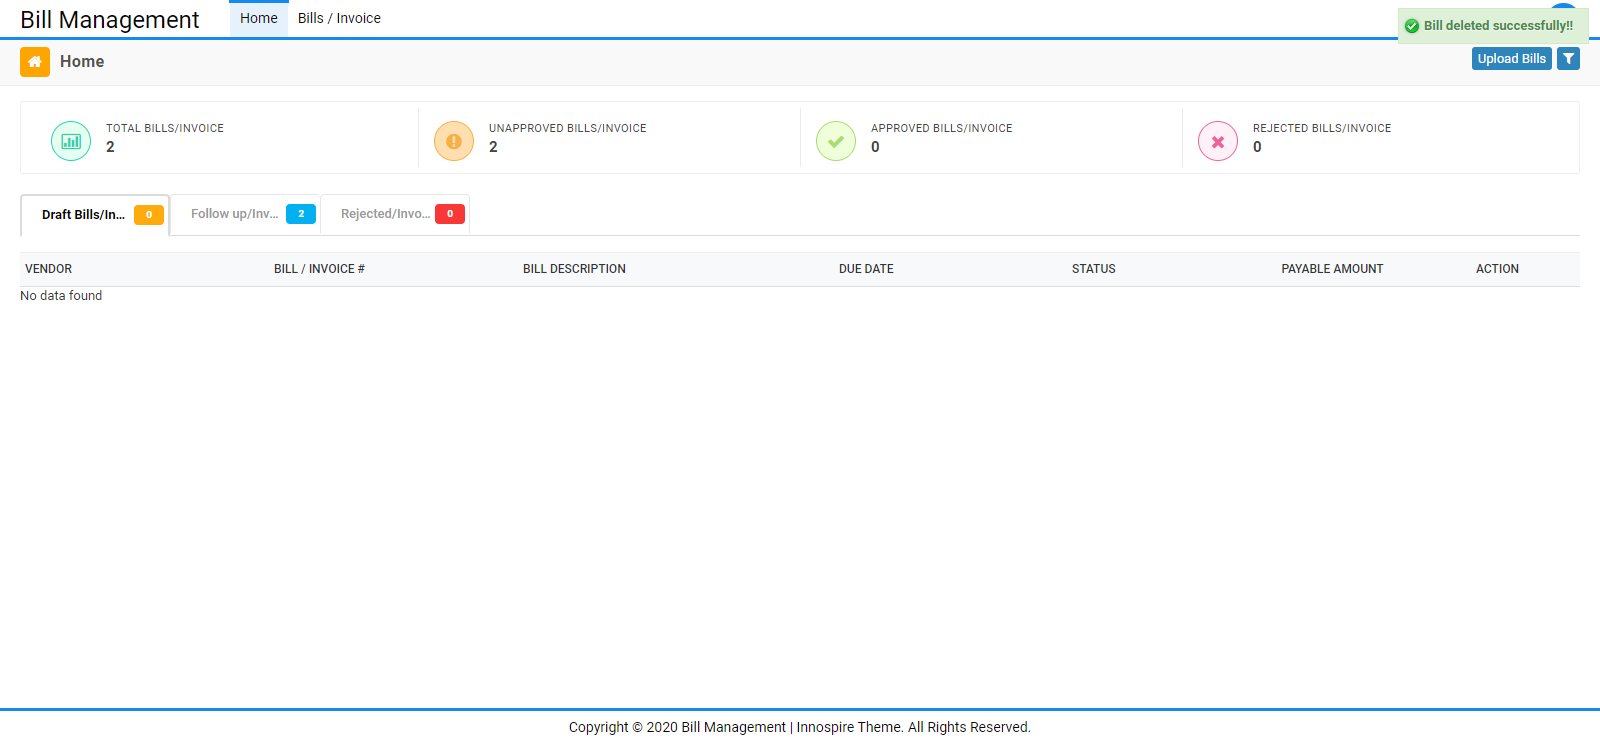 Bill Management
Home
Bills / Invoice
Bill deleted successfully!!
Home
Upload Bills
TOTAL BILLS/INVOICE
2
UNAPPROVED BILLS/INVOICE
2
APPROVED BILLS/INVOICE
0
REJECTED BILLS/INVOICE
0
Draft Bills/In... 0
Follow up/Inv... 2
Rejected/Invo... 0
VENDOR BILL / INVOICE # BILL DESCRIPTION DUE DATE STATUS PAYABLE AMOUNT ACTION
No data found
Copyright © 2020 Bill Management | Innospire Theme. All Rights Reserved.